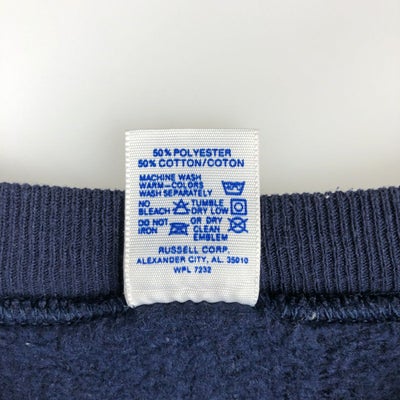 50% POLYESTER
50% COTTON/COTON
MACHINE WASH
WARM-COLORS
WASH SEPARATELY
NO BLEACH TUMBLE DRY LOW
DO NOT IRON OR DRY CLEAN EMBLEM
RUSSELL CORP.
ALEXANDER CITY, AL. 35010
WPL 7232